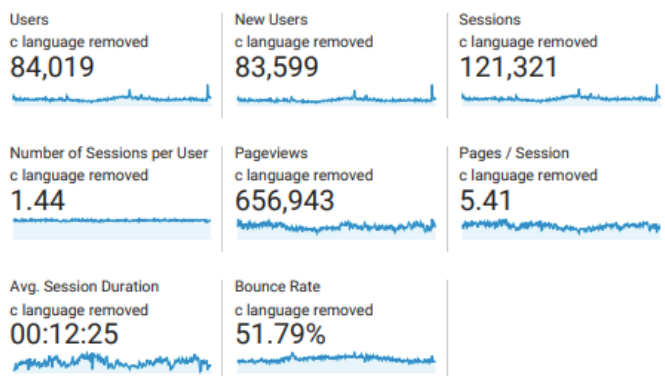 Users
c language removed
84,019
New Users
c language removed
83,599
Sessions
c language removed
121,321
Number of Sessions per User
c language removed
1.44
Pageviews
c language removed
656,943
Pages / Session
c language removed
5.41
Avg. Session Duration
c language removed
00:12:25
Bounce Rate
c language removed
51.79%